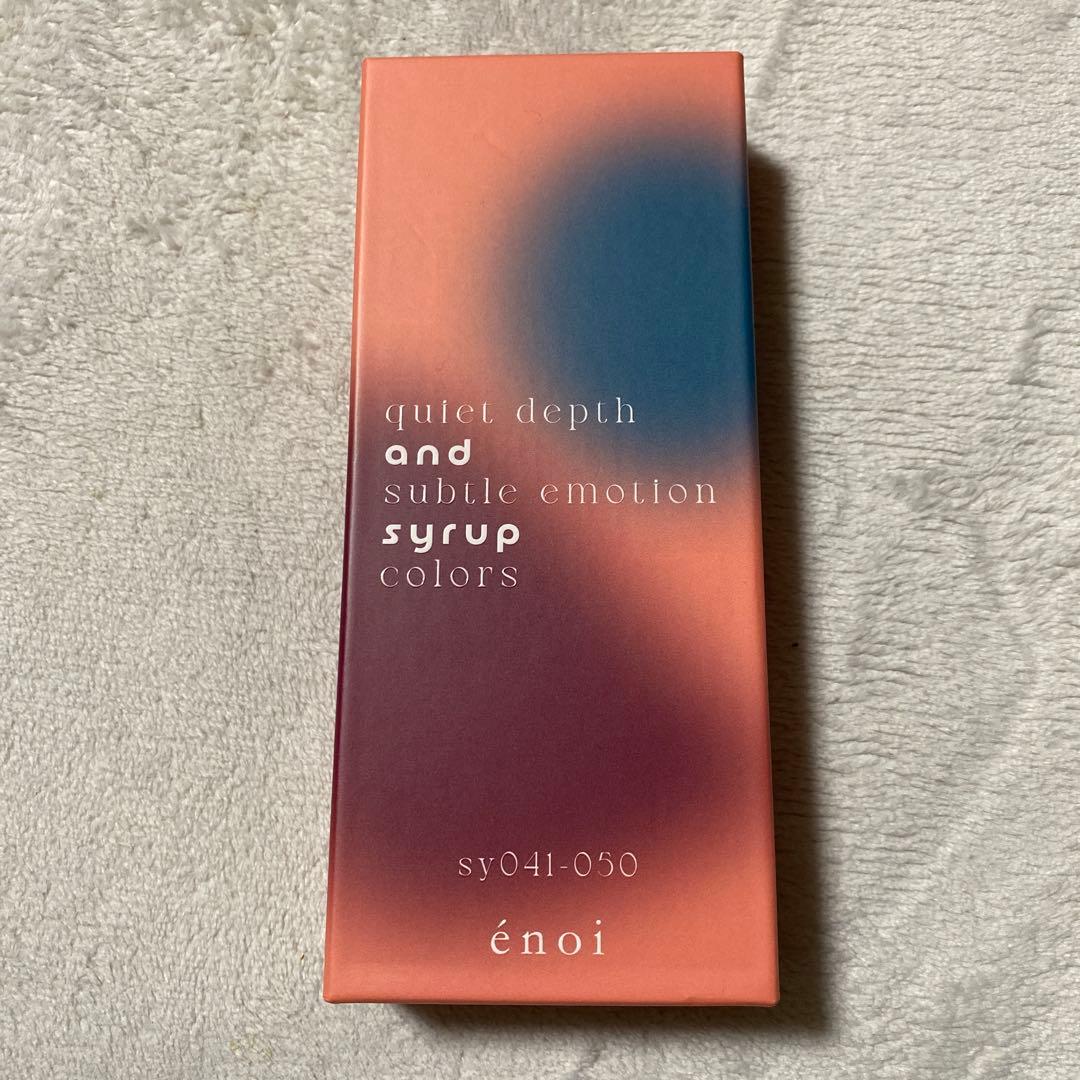 quiet depth
and
subtle emotion
syrup
colors
sy041-050
énoi